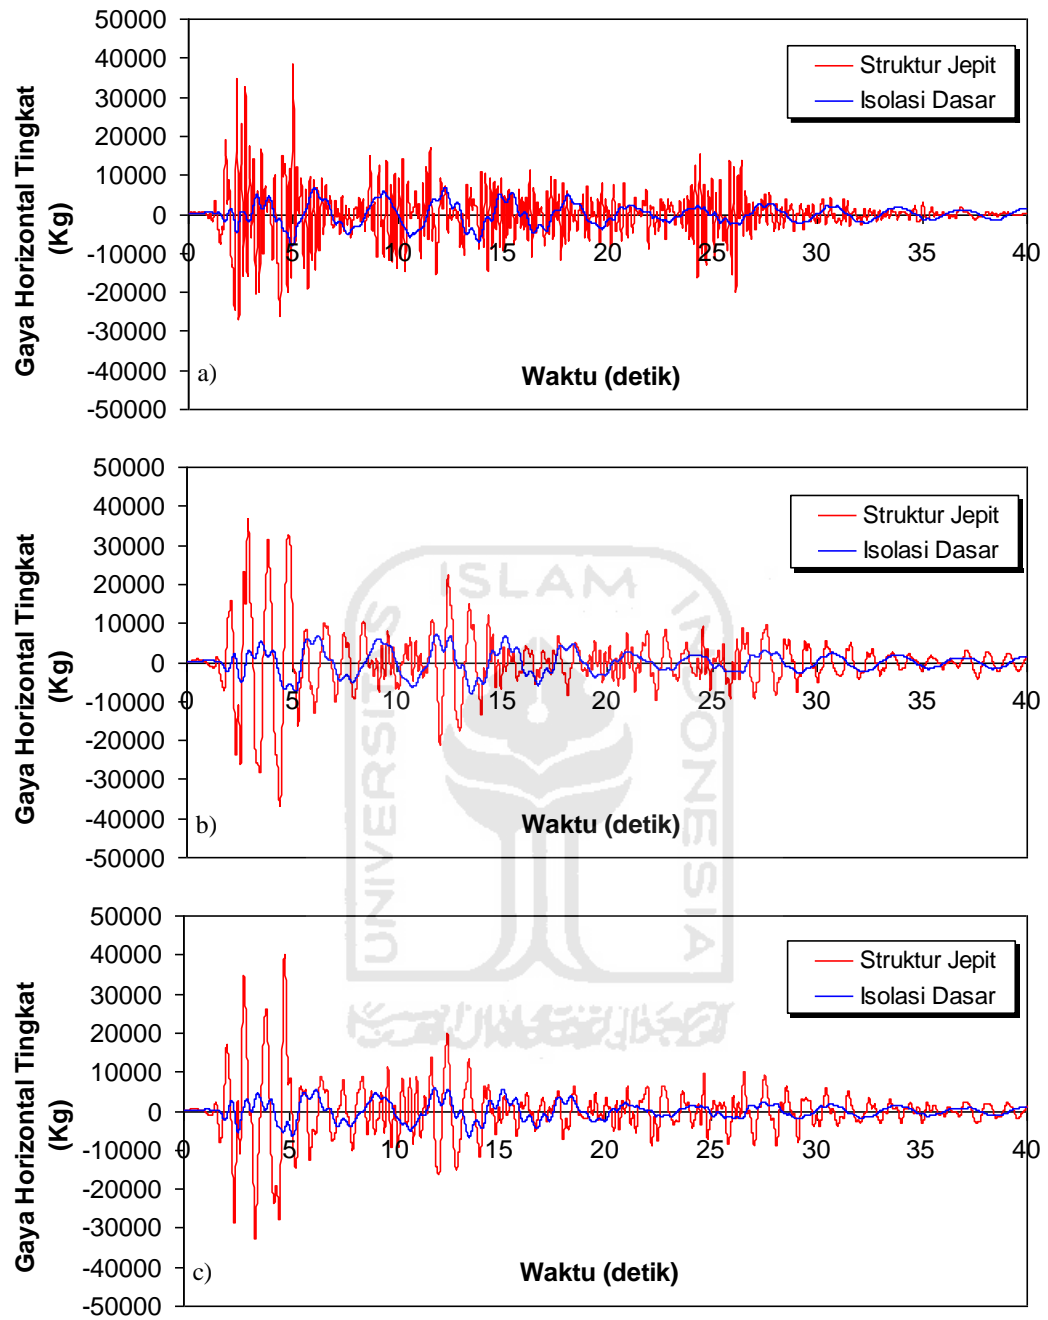 50000
40000
30000
20000
10000
0
-10000
-20000
-30000
-40000
-50000
Gaya Horizontal Tingkat
(Kg)
Struktur Jepit
Isolasi Dasar
0 5 10 15 20 25 30 35 40
a)
Waktu (detik)
50000
40000
30000
20000
10000
0
-10000
-20000
-30000
-40000
-50000
Gaya Horizontal Tingkat
(Kg)
Struktur Jepit
Isolasi Dasar
0 5 10 15 20 25 30 35 40
b)
Waktu (detik)
UNIVERSITAS ISLAM INDONESIA
50000
40000
30000
20000
10000
0
-10000
-20000
-30000
-40000
-50000
Gaya Horizontal Tingkat
(Kg)
Struktur Jepit
Isolasi Dasar
0 5 10 15 20 25 30 35 40
c)
Waktu (detik)